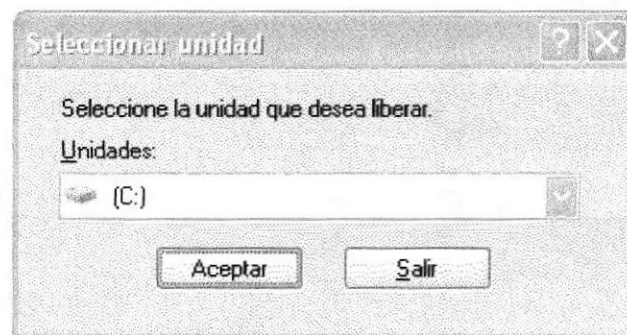 Seleccionar unidad
Seleccione la unidad que desea liberar.
Unidades:
(C:)
Aceptar Salir